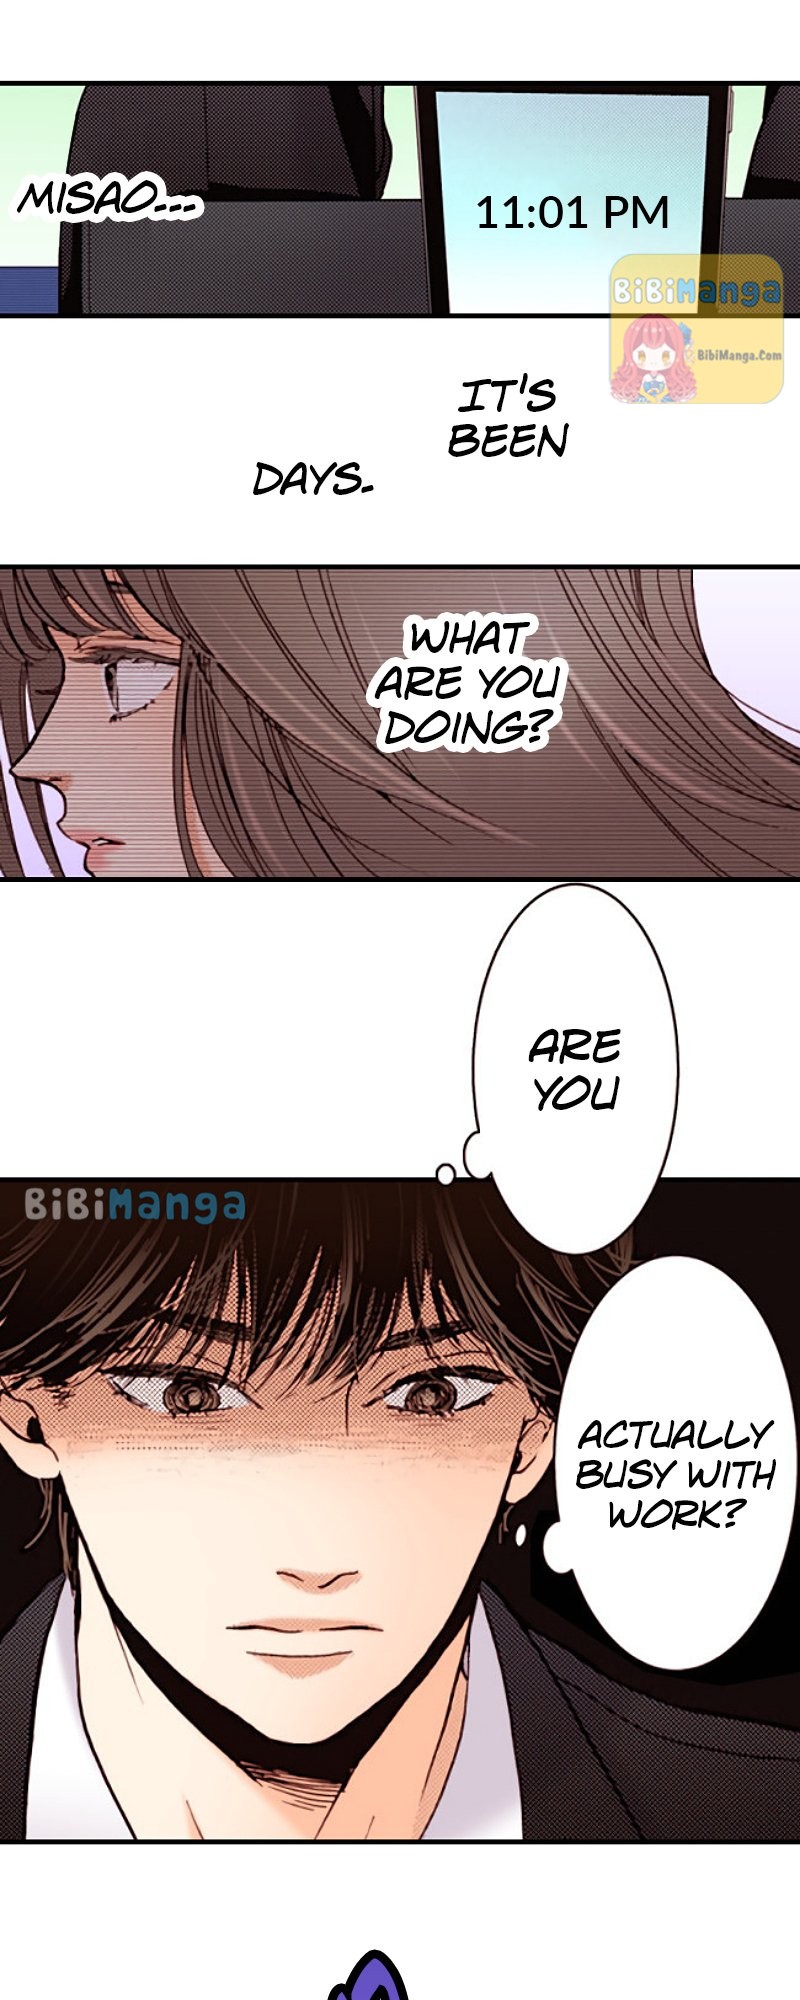 MISAO...
11:01 PM
BiBiManga
BibiManga.Com
IT'S
BEEN
DAYS.
WHAT
ARE YOU
DOING?
ARE
YOU
BiBiManga
ACTUALLY
BUSY WITH
WORK?